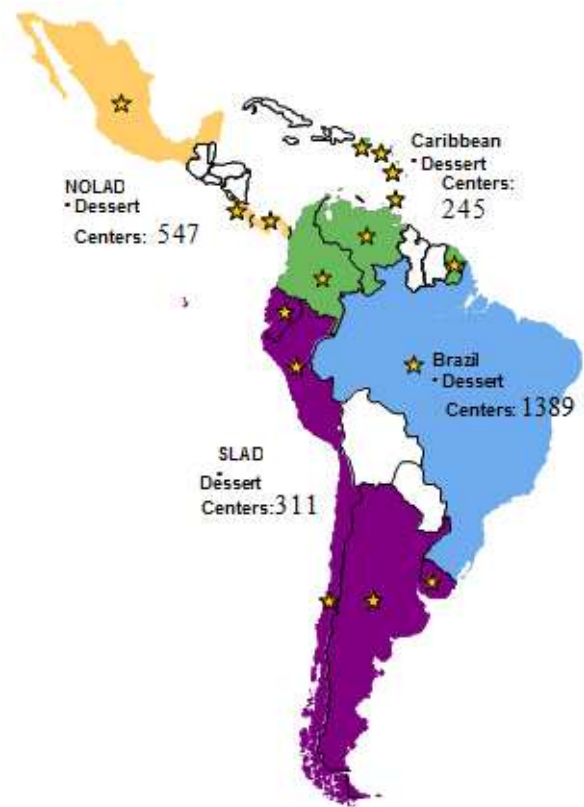 Caribbean
• Dessert
Centers:
245
NOLAD
• Dessert
Centers: 547
Brazil
• Dessert
Centers: 1389
SLAD
Dessert
Centers:311